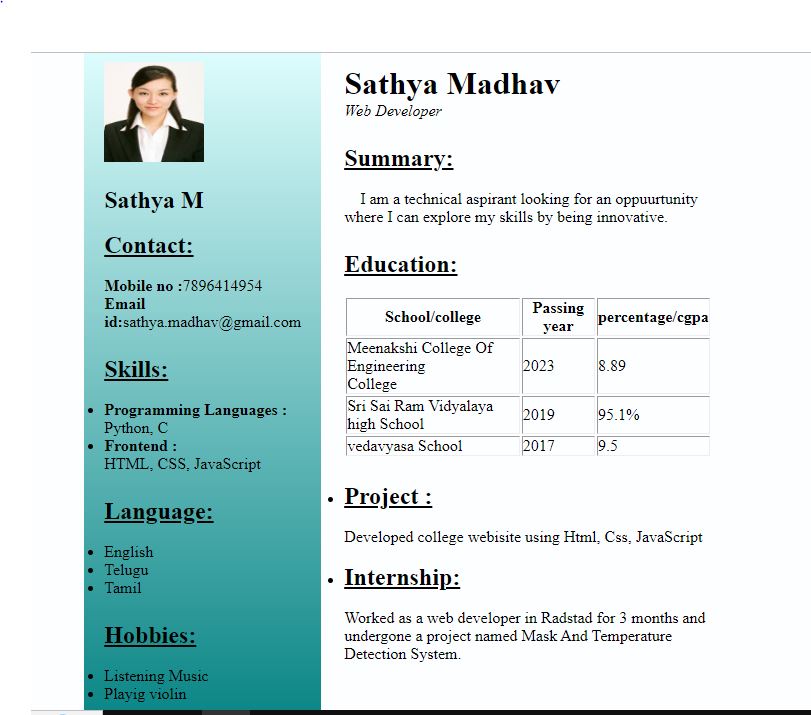 Sathya M
Contact:
Mobile no :7896414954
Email
id:sathya.madhav@gmail.com
Skills:
Programming Languages :
Python, C
Frontend :
HTML, CSS, JavaScript
Language:
English
Telugu
Tamil
Hobbies:
Listening Music
Playig violin
Sathya Madhav
Web Developer
Summary:
I am a technical aspirant looking for an oppuurtunity
where I can explore my skills by being innovative.
Education:
School/college Passing year percentage/cgpa
Meenakshi College Of
Engineering
College 2023 8.89
Sri Sai Ram Vidyalaya
high School 2019 95.1%
vedavyasa School 2017 9.5
Project :
Developed college webisite using Html, Css, JavaScript
Internship:
Worked as a web developer in Radstad for 3 months and
undergone a project named Mask And Temperature
Detection System.